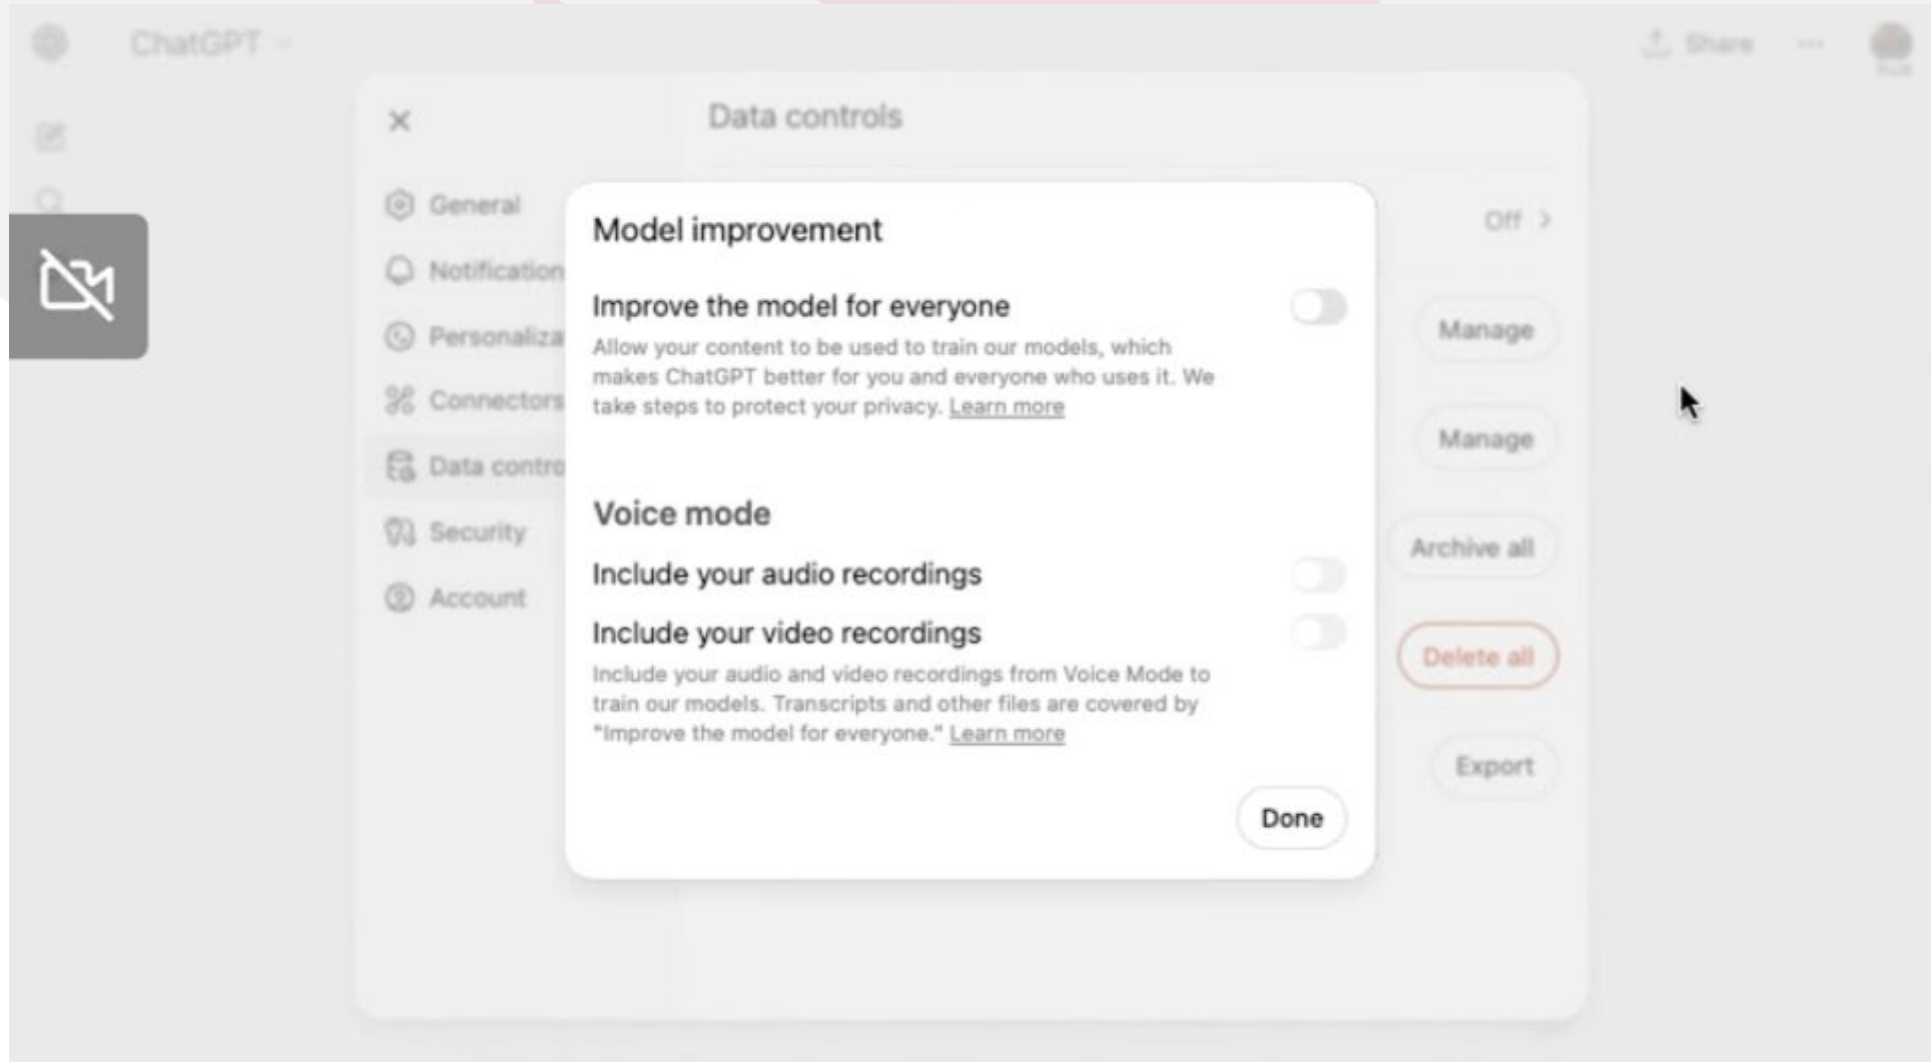 ChatGPT
Share
Data controls
General
Notification
Personaliza
Connectors
Data contro
Security
Account
Off
Manage
Manage
Archive all
Delete all
Export
Model improvement
Improve the model for everyone
Allow your content to be used to train our models, which
makes ChatGPT better for you and everyone who uses it. We
take steps to protect your privacy. Learn more
Voice mode
Include your audio recordings
Include your video recordings
Include your audio and video recordings from Voice Mode to
train our models. Transcripts and other files are covered by
"Improve the model for everyone." Learn more
Done